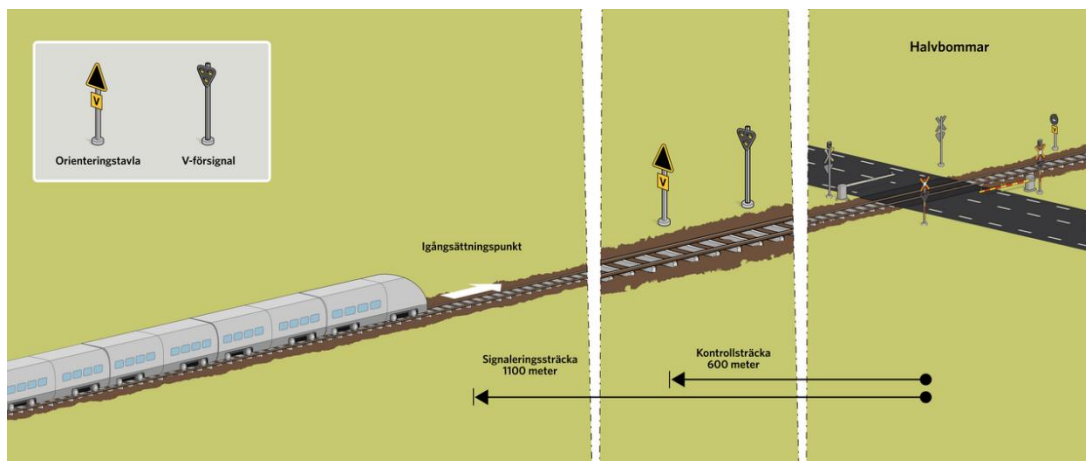 Halvbommar
V
Orienteringstavla
V-försignal
V
Igångsättningspunkt
Signaleringssträcka
1100 meter
Kontrollsträcka
600 meter